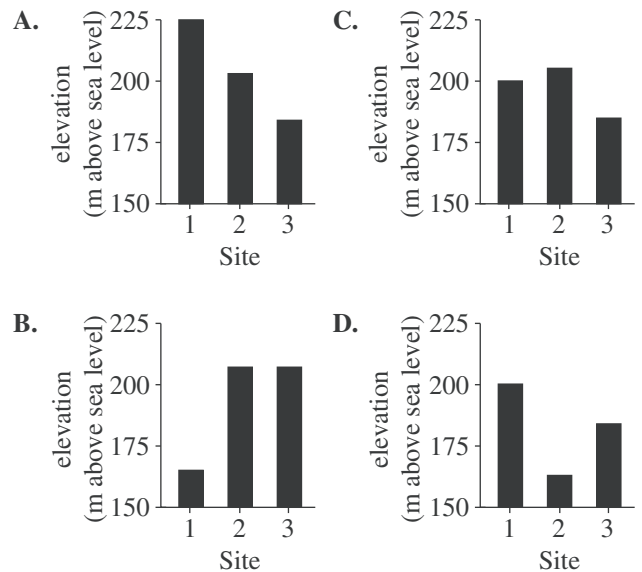 A.
elevation
(m above sea level)
225
200
175
150
1 2 3
Site
C.
elevation
(m above sea level)
225
200
175
150
1 2 3
Site
B.
elevation
(m above sea level)
225
200
175
150
1 2 3
Site
D.
elevation
(m above sea level)
225
200
175
150
1 2 3
Site